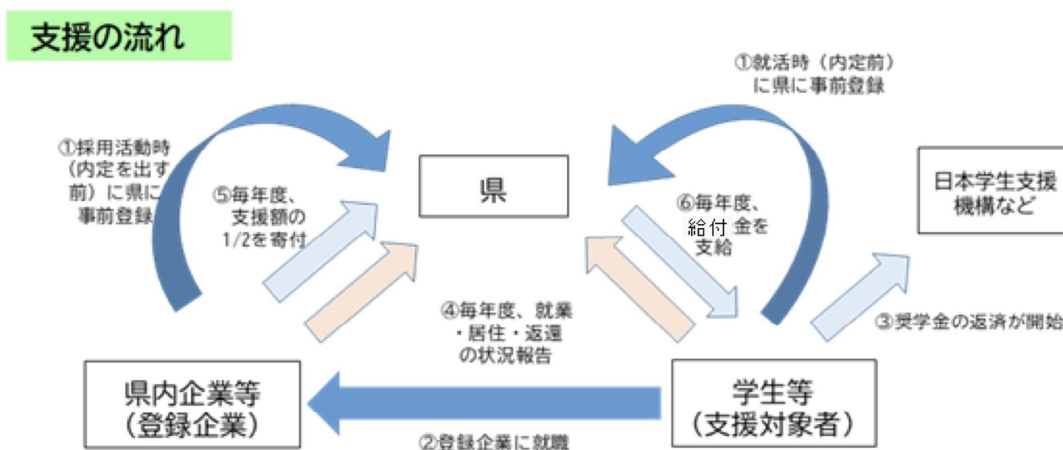 支援の流れ
①就活時（内定前）
に県に事前登録
①採用活動時
（内定を出す
前）に県に
事前登録
⑤毎年度、
支援額の
1/2を寄付
県
⑥毎年度、
給付金を
支給
日本学生支援
機構など
④毎年度、就業
・居住・返還
の状況報告
③奨学金の返済が開始
県内企業等
（登録企業）
学生等
（支援対象者）
②登録企業に就職